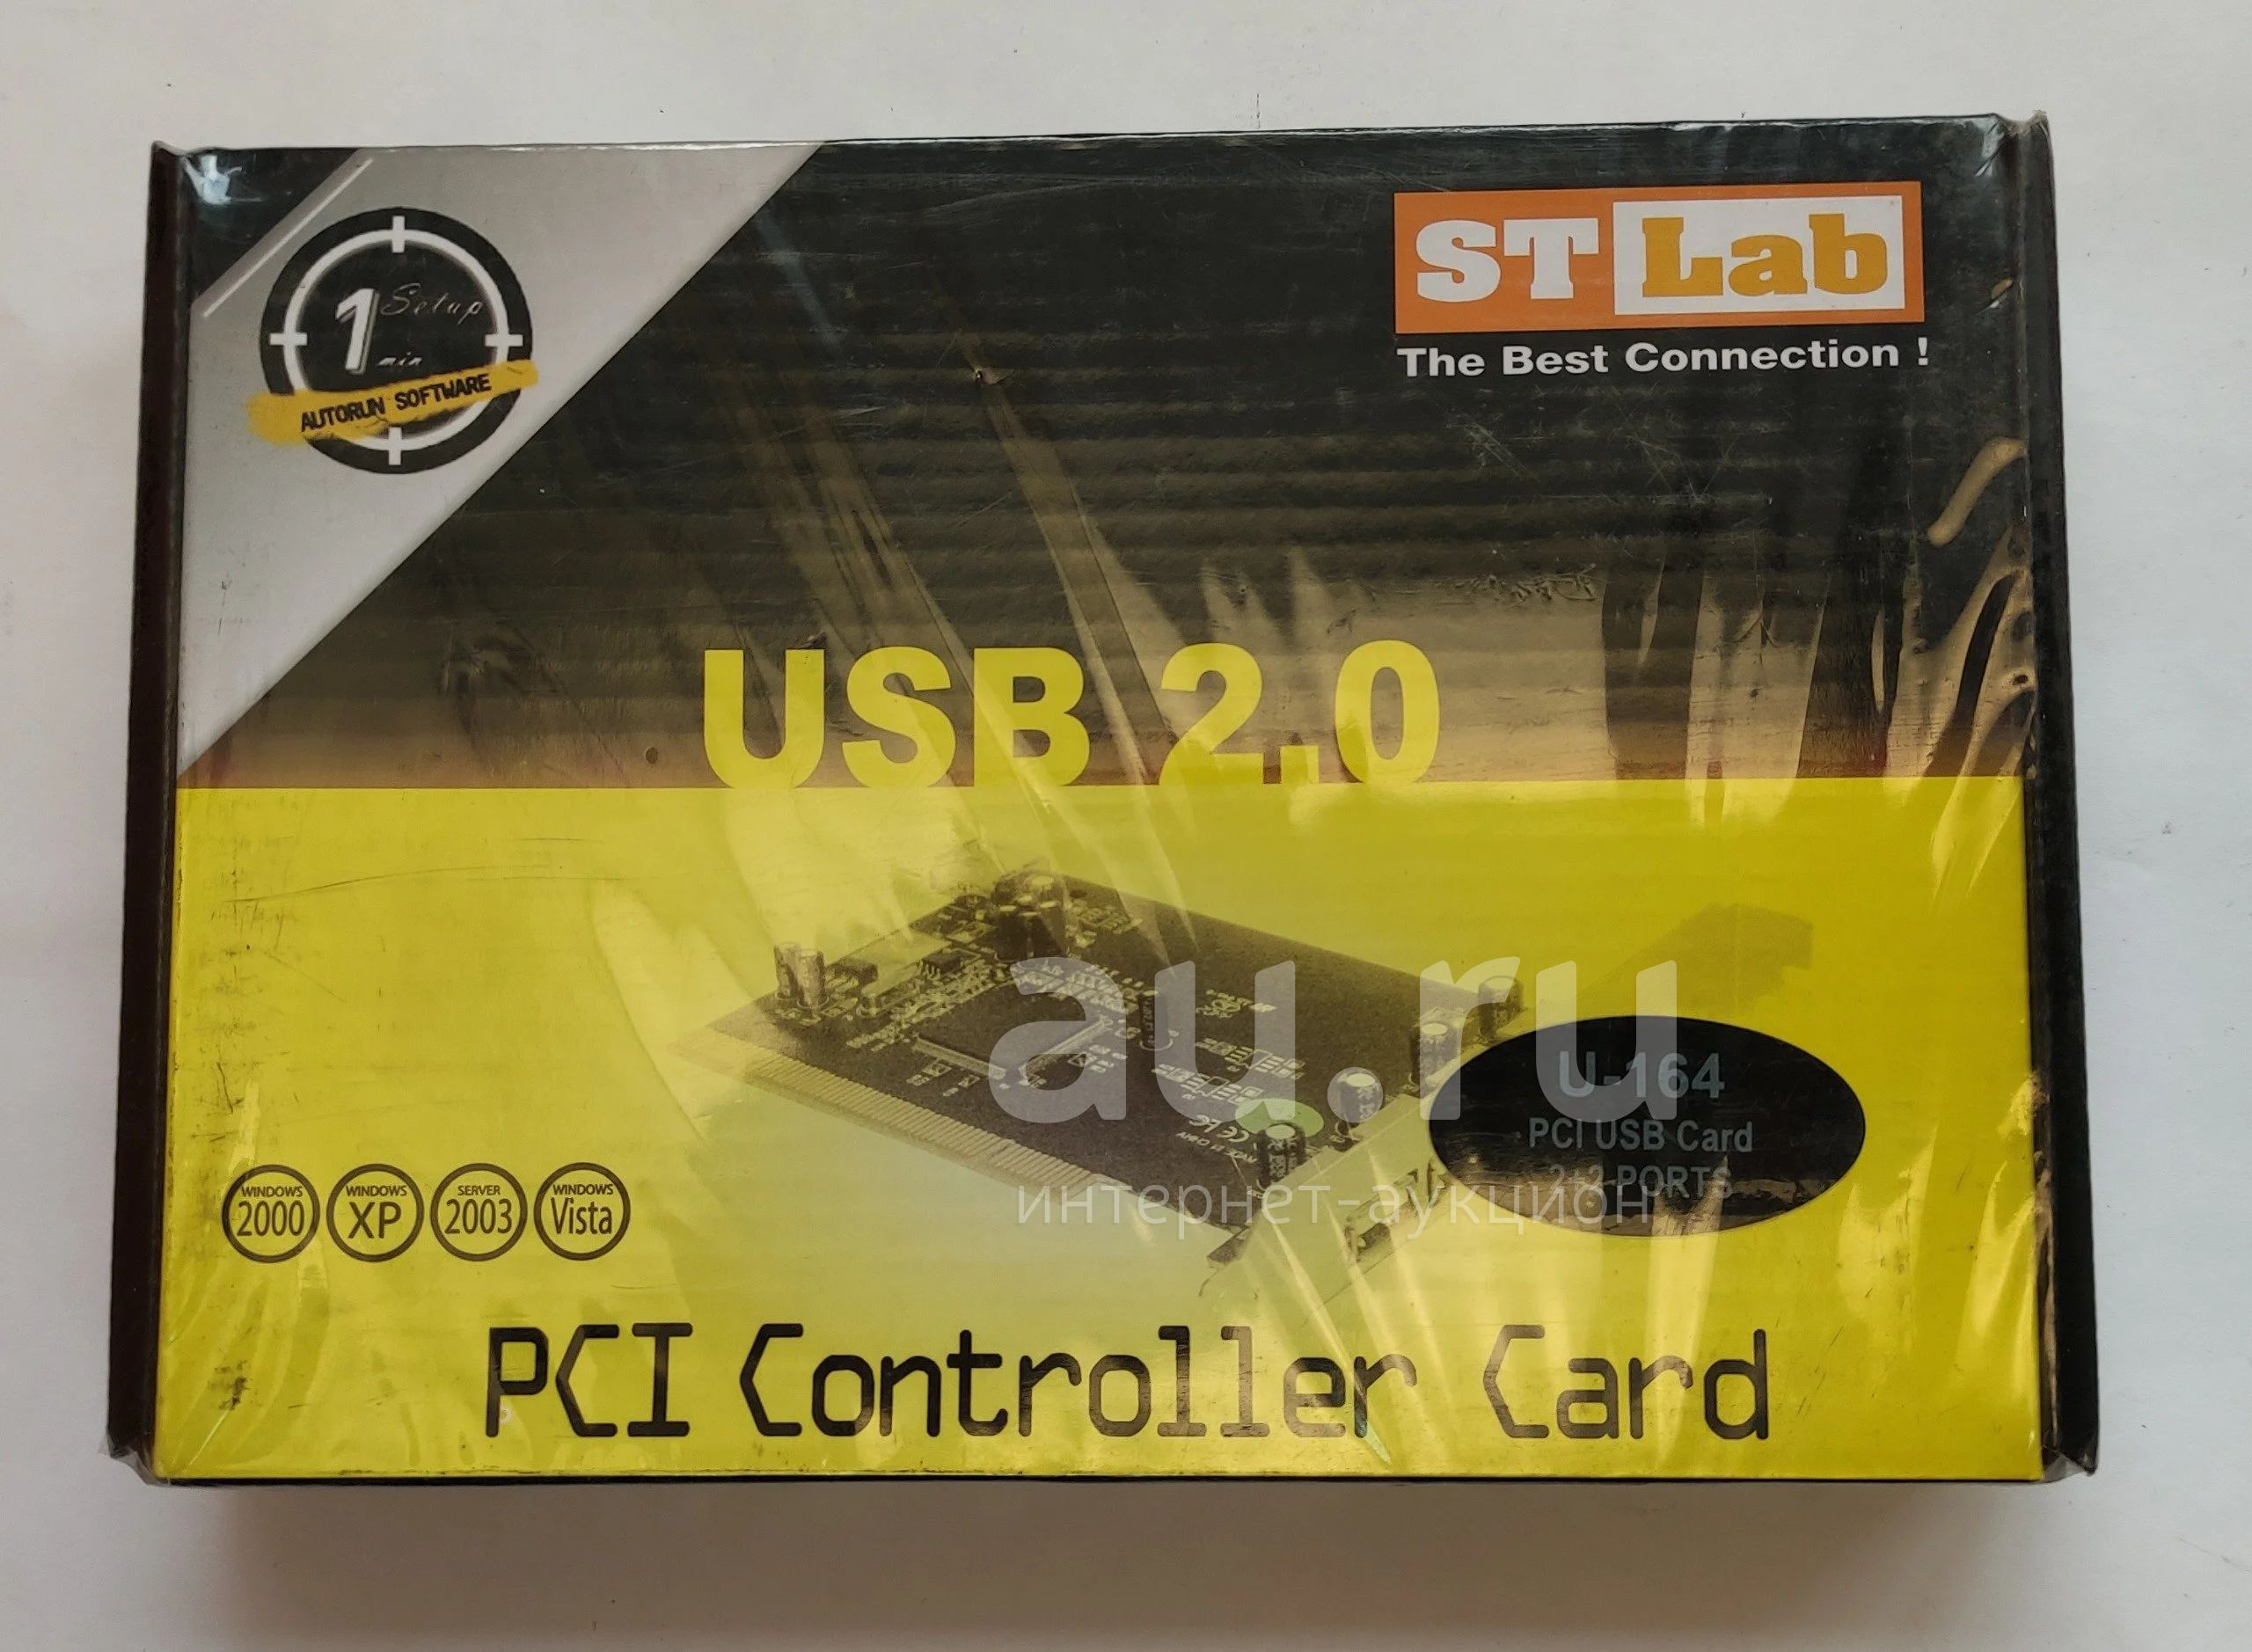 1 Setup
min
AUTORUN SOFTWARE
ST Lab
The Best Connection !
USB 2.0
au.ru
интернет-аукцион
U-164
PCI USB Card
2+2 PORTS
WINDOWS
2000
WINDOWS
XP
SERVER
2003
WINDOWS
Vista
PCI Controller Card